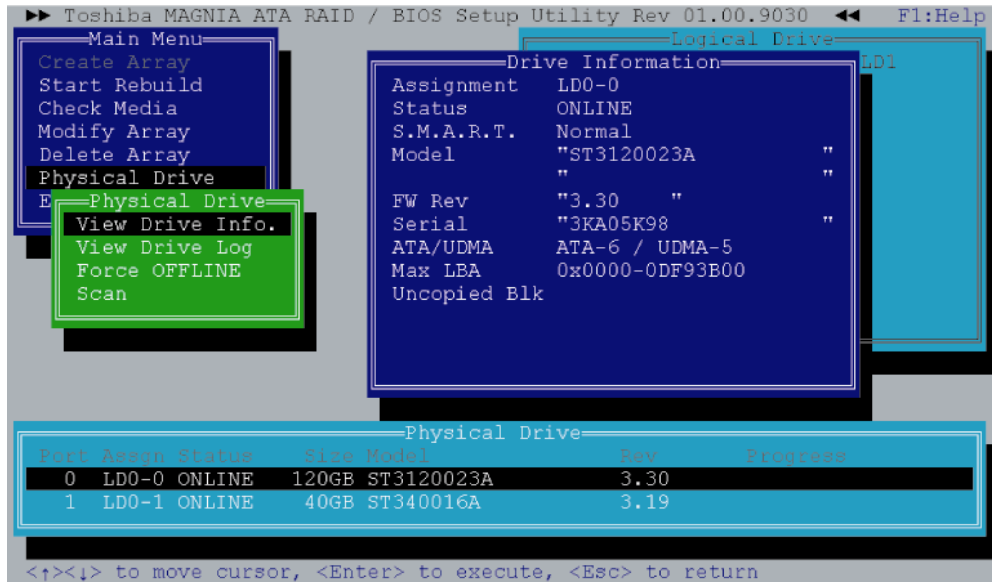 ▶▶ Toshiba MAGNIA ATA RAID / BIOS Setup Utility Rev 01.00.9030 ◀◀ F1:Help
Main Menu
Create Array
Start Rebuild
Check Media
Modify Array
Delete Array
Physical Drive
E
Physical Drive
View Drive Info.
View Drive Log
Force OFFLINE
Scan
Logical Drive
LD1
Drive Information
Assignment LD0-0
Status ONLINE
S.M.A.R.T. Normal
Model "ST3120023A "
" "
FW Rev "3.30 "
Serial "3KA05K98 "
ATA/UDMA ATA-6 / UDMA-5
Max LBA 0x0000-0DF93B00
Uncopied Blk
Physical Drive
Port Assgn Status Size Model Rev Progress
0 LD0-0 ONLINE 120GB ST3120023A 3.30
1 LD0-1 ONLINE 40GB ST340016A 3.19
<↑><↓> to move cursor, <Enter> to execute, <Esc> to return